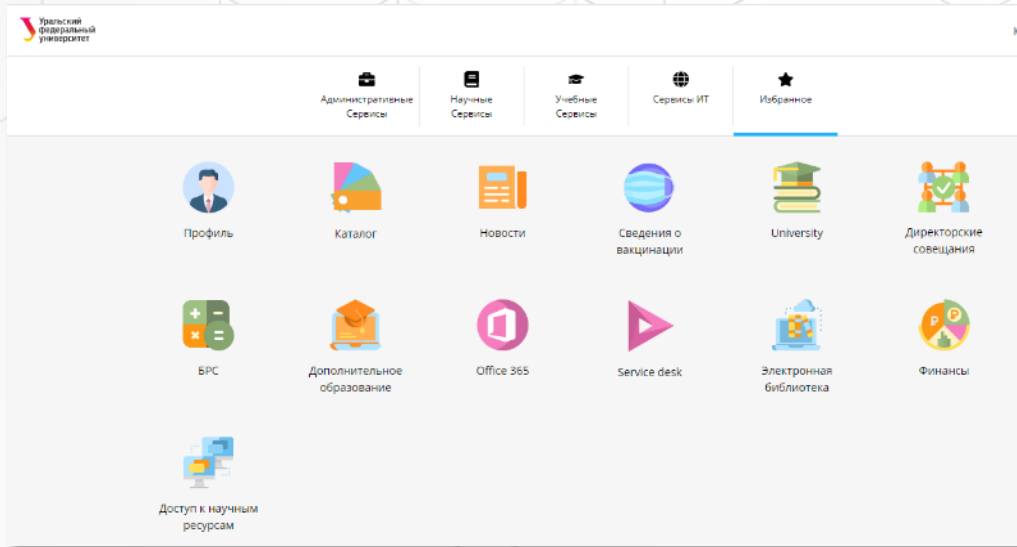 Уральский
федеральный
университет
Административные
Сервисы
Научные
Сервисы
Учебные
Сервисы
Сервисы ИТ
Избранное
Профиль
Каталог
Новости
Сведения о
вакцинации
University
Директорские
совещания
БРС
Дополнительное
образование
Office 365
Service desk
Электронная
библиотека
Финансы
Доступ к научным
ресурсам